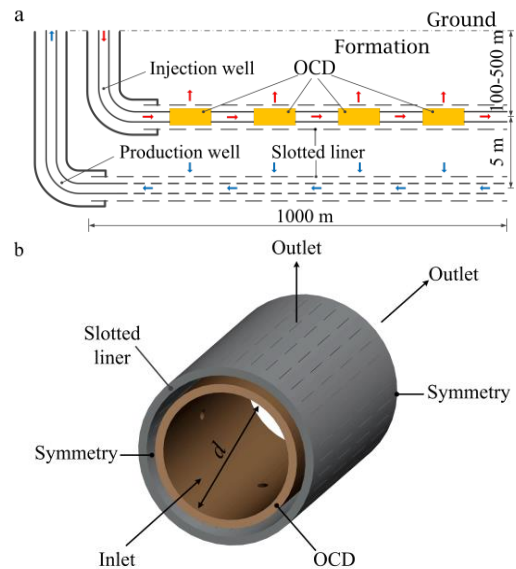 a
Ground
Formation
Injection well
OCD
100-500 m
Production well
Slotted liner
5 m
1000 m
b
Outlet
Outlet
Slotted
liner
Symmetry
Symmetry
d
Inlet
OCD